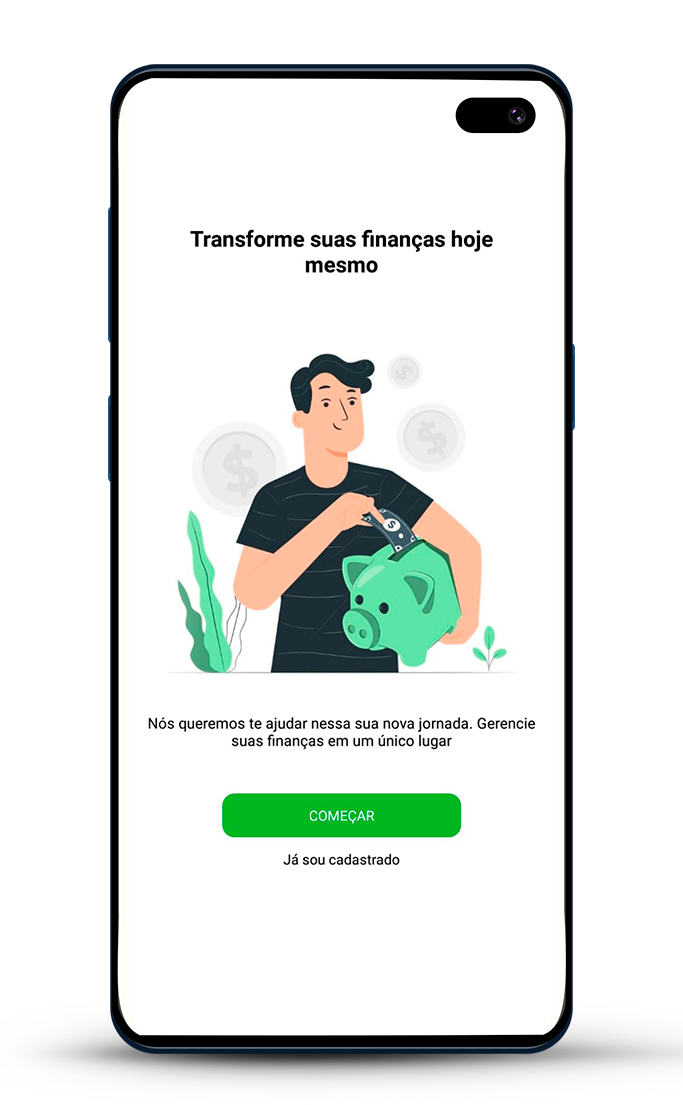 Transforme suas finanças hoje
mesmo
Nós queremos te ajudar nessa sua nova jornada. Gerencie
suas finanças em um único lugar
COMEÇAR
Já sou cadastrado